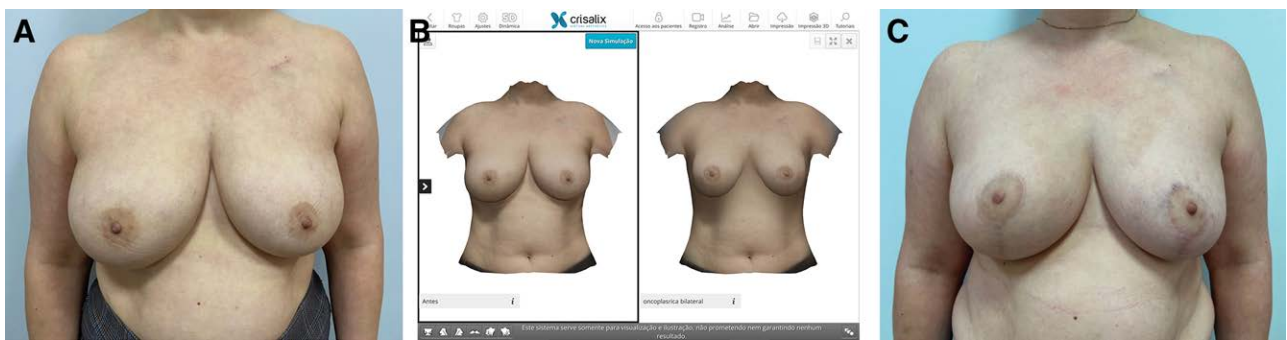 A
B
C
crisalix
Roupas
Ajustes
Dinâmica
Acesso aos pacientes
Registro
Análise
Abrir
Impressão
Impressão 3D
Tutoriais
Nova Simulação
Antes
i
oncoplasrica bilateral
i
Este sistema serve somente para visualização e ilustração, não prometendo nem garantindo nenhum
resultado